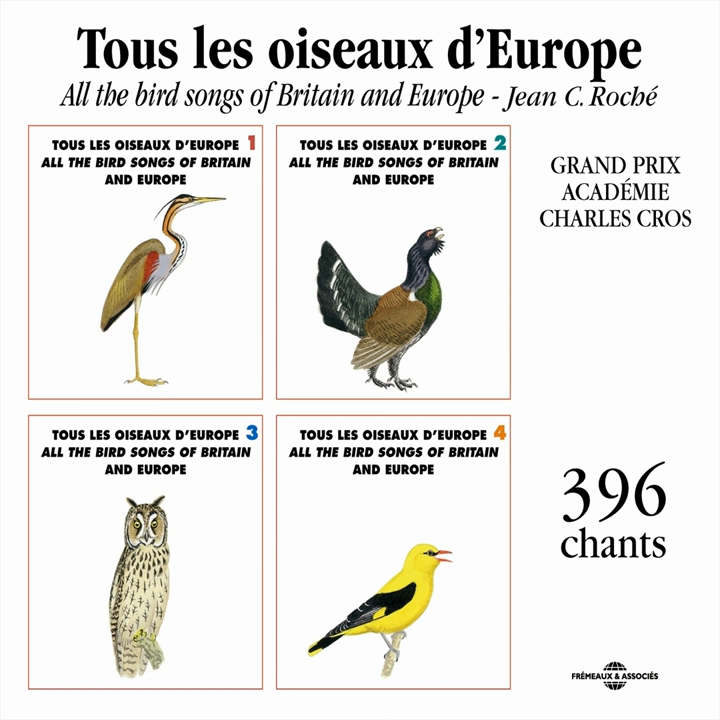 Tous les oiseaux d'Europe
All the bird songs of Britain and Europe - Jean C. Roché
TOUS LES OISEAUX D'EUROPE 1
ALL THE BIRD SONGS OF BRITAIN
AND EUROPE
TOUS LES OISEAUX D'EUROPE 2
ALL THE BIRD SONGS OF BRITAIN
AND EUROPE
GRAND PRIX
ACADÉMIE
CHARLES CROS
TOUS LES OISEAUX D'EUROPE 3
ALL THE BIRD SONGS OF BRITAIN
AND EUROPE
TOUS LES OISEAUX D'EUROPE 4
ALL THE BIRD SONGS OF BRITAIN
AND EUROPE
396
chants
FRÉMEAUX & ASSOCIÉS